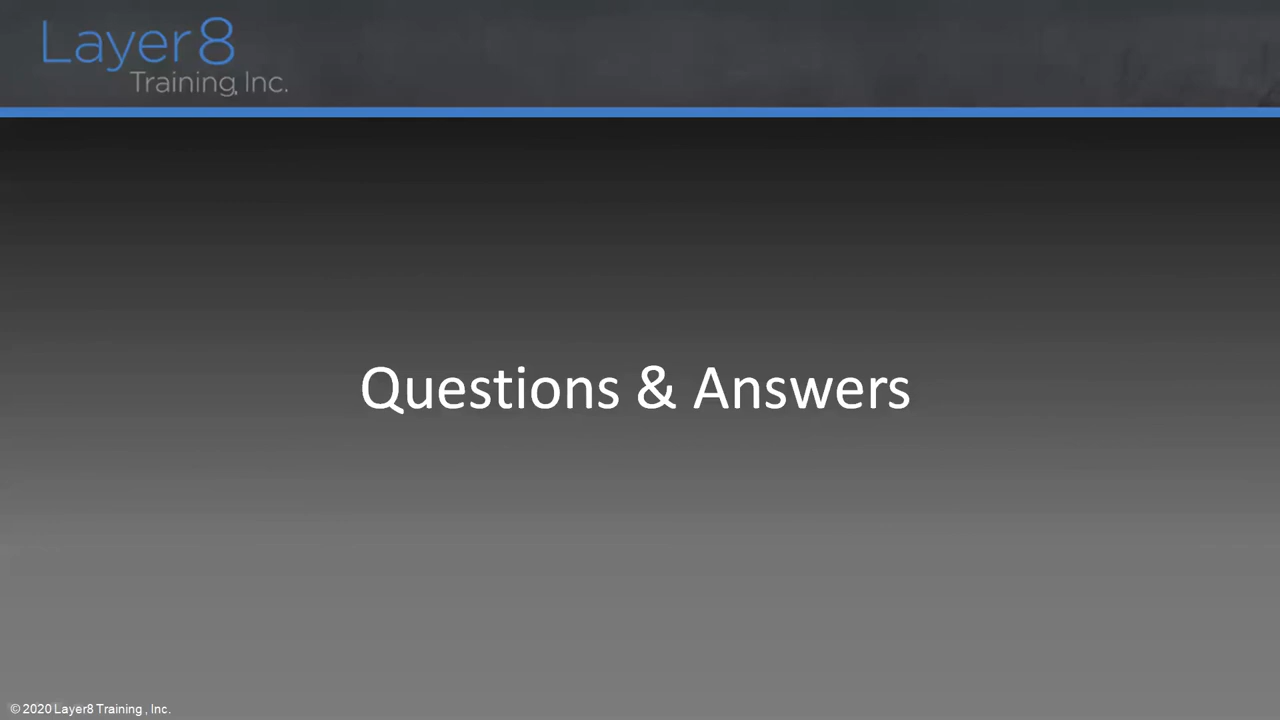 Layer8
Training, Inc.
Questions & Answers
© 2020 Layer8 Training , Inc.